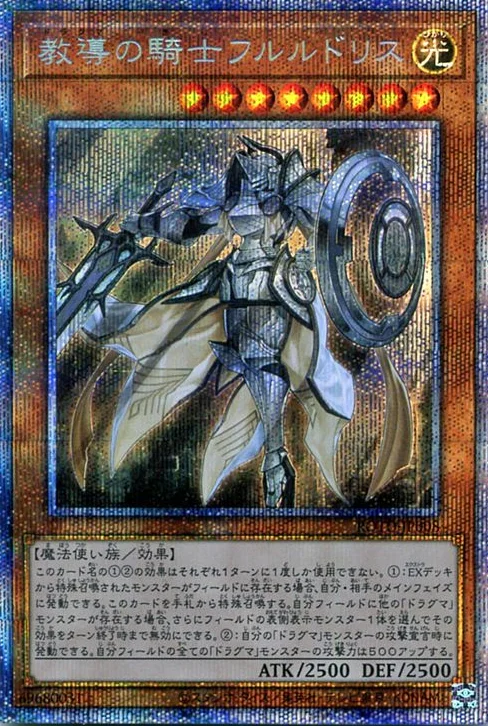 教導の騎士フルルドリス
光
【魔法使い族／効果】
このカード名の①②の効果はそれぞれ1ターンに1度しか使用できない。①:EXデッキ
から特殊召喚されたモンスターがフィールドに存在する場合、自分・相手のメインフェイズ
に発動できる。このカードを手札から特殊召喚する。自分フィールドに他の「ドラグマ」
モンスターが存在する場合、さらにフィールドの表側表示モンスター1体を選んでその
効果をターン終了時まで無効にできる。②:自分の「ドラグマ」モンスターの攻撃宣言時に
発動できる。自分フィールドの全ての「ドラグマ」モンスターの攻撃力は500アップする。
ATK/2500 DEF/2500